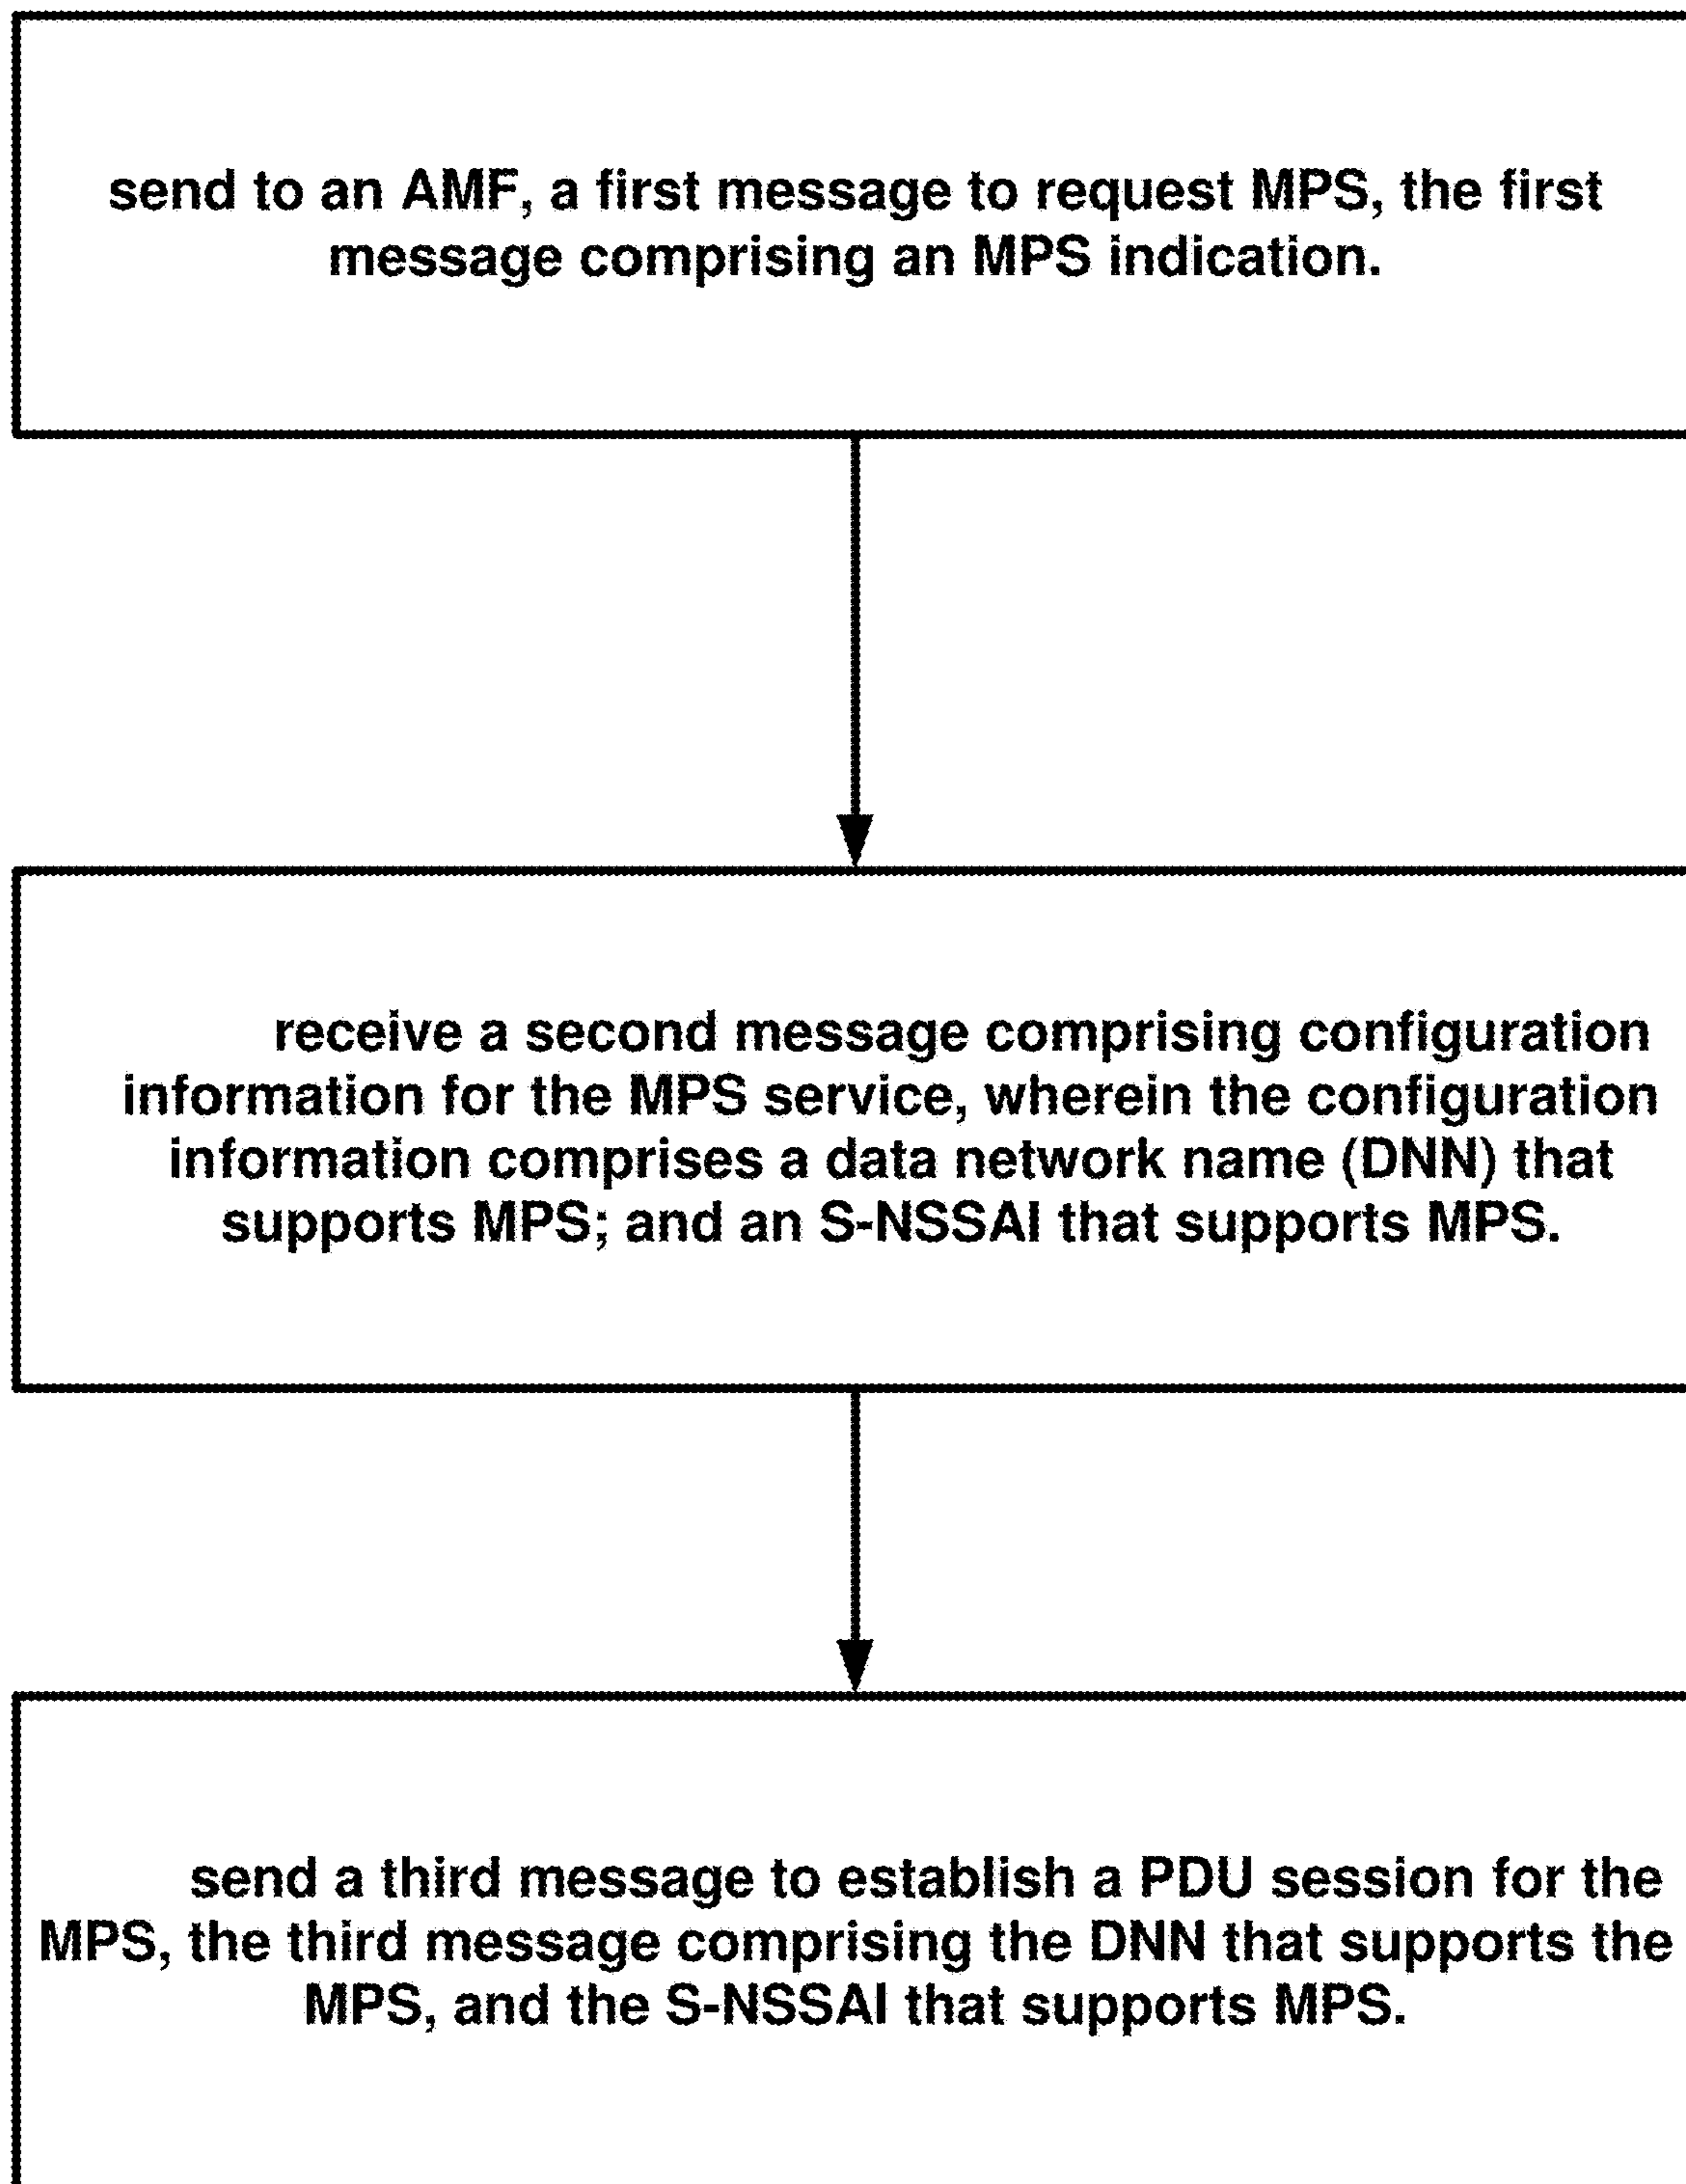 send to an AMF, a first message to request MPS, the first
message comprising an MPS indication.
receive a second message comprising configuration
information for the MPS service, wherein the configuration
information comprises a data network name (DNN) that
supports MPS; and an S-NSSAI that supports MPS.
send a third message to establish a PDU session for the
MPS, the third message comprising the DNN that supports the
MPS, and the S-NSSAI that supports MPS.